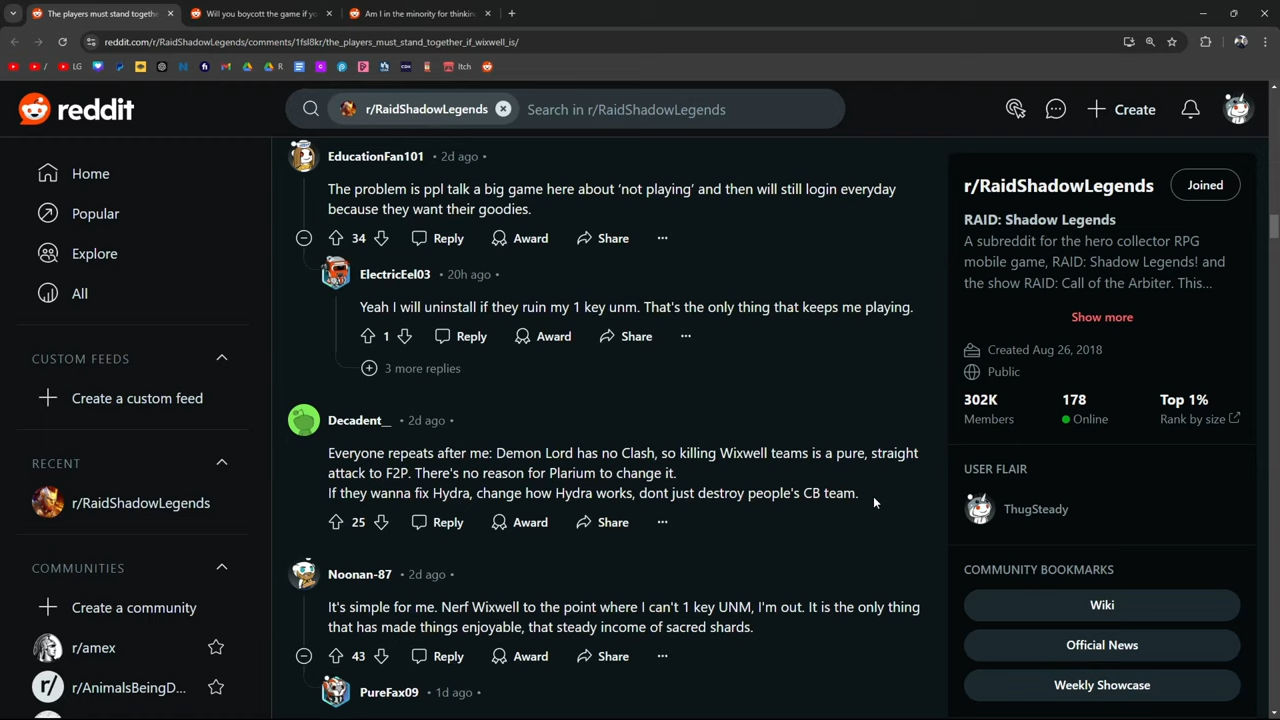 The players must stand togeth
Will you boycott the game if yo
Am I in the minority for thinkin
reddit.com/r/RaidShadowLegends/comments/1fsl8kr/the_players_must_stand_together_if_wixwell_is/
/
LG
R
Itch
reddit
r/RaidShadowLegends
Search in r/RaidShadowLegends
Create
Home
Popular
Explore
All
CUSTOM FEEDS
Create a custom feed
RECENT
r/RaidShadowLegends
COMMUNITIES
Create a community
r/amex
r/AnimalsBeingD...
EducationFan101 • 2d ago •
The problem is ppl talk a big game here about 'not playing' and then will still login everyday
because they want their goodies.
34 Reply Award Share ...
ElectricEel03 • 20h ago •
Yeah I will uninstall if they ruin my 1 key unm. That's the only thing that keeps me playing.
1 Reply Award Share ...
3 more replies
Decadent__ • 2d ago •
Everyone repeats after me: Demon Lord has no Clash, so killing Wixwell teams is a pure, straight
attack to F2P. There's no reason for Plarium to change it.
If they wanna fix Hydra, change how Hydra works, dont just destroy people's CB team.
25 Reply Award Share ...
Noonan-87 • 2d ago •
It's simple for me. Nerf Wixwell to the point where I can't 1 key UNM, I'm out. It is the only thing
that has made things enjoyable, that steady income of sacred shards.
43 Reply Award Share ...
PureFax09 • 1d ago •
r/RaidShadowLegends
Joined
RAID: Shadow Legends
A subreddit for the hero collector RPG
mobile game, RAID: Shadow Legends! and
the show RAID: Call of the Arbiter. This...
Show more
Created Aug 26, 2018
Public
302K 178 Top 1%
Members Online Rank by size
USER FLAIR
ThugSteady
COMMUNITY BOOKMARKS
Wiki
Official News
Weekly Showcase